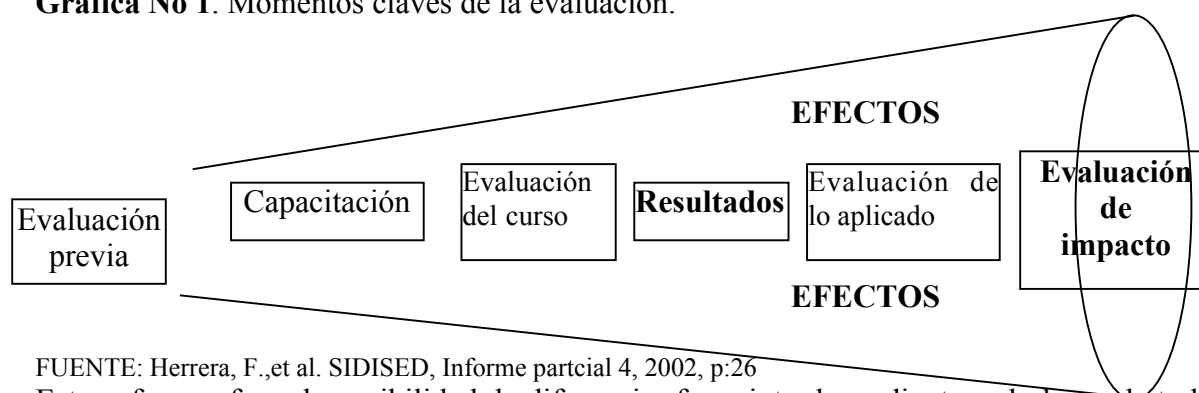 Gráfica No 1. Momentos claves de la evaluación.
EFECTOS
Evaluación
previa
Capacitación
Evaluación
del curso
Resultados
Evaluación de
lo aplicado
Evaluación
de
impacto
EFECTOS
FUENTE: Herrera, F.,et al. SIDISED, Informe partcial 4, 2002, p:26